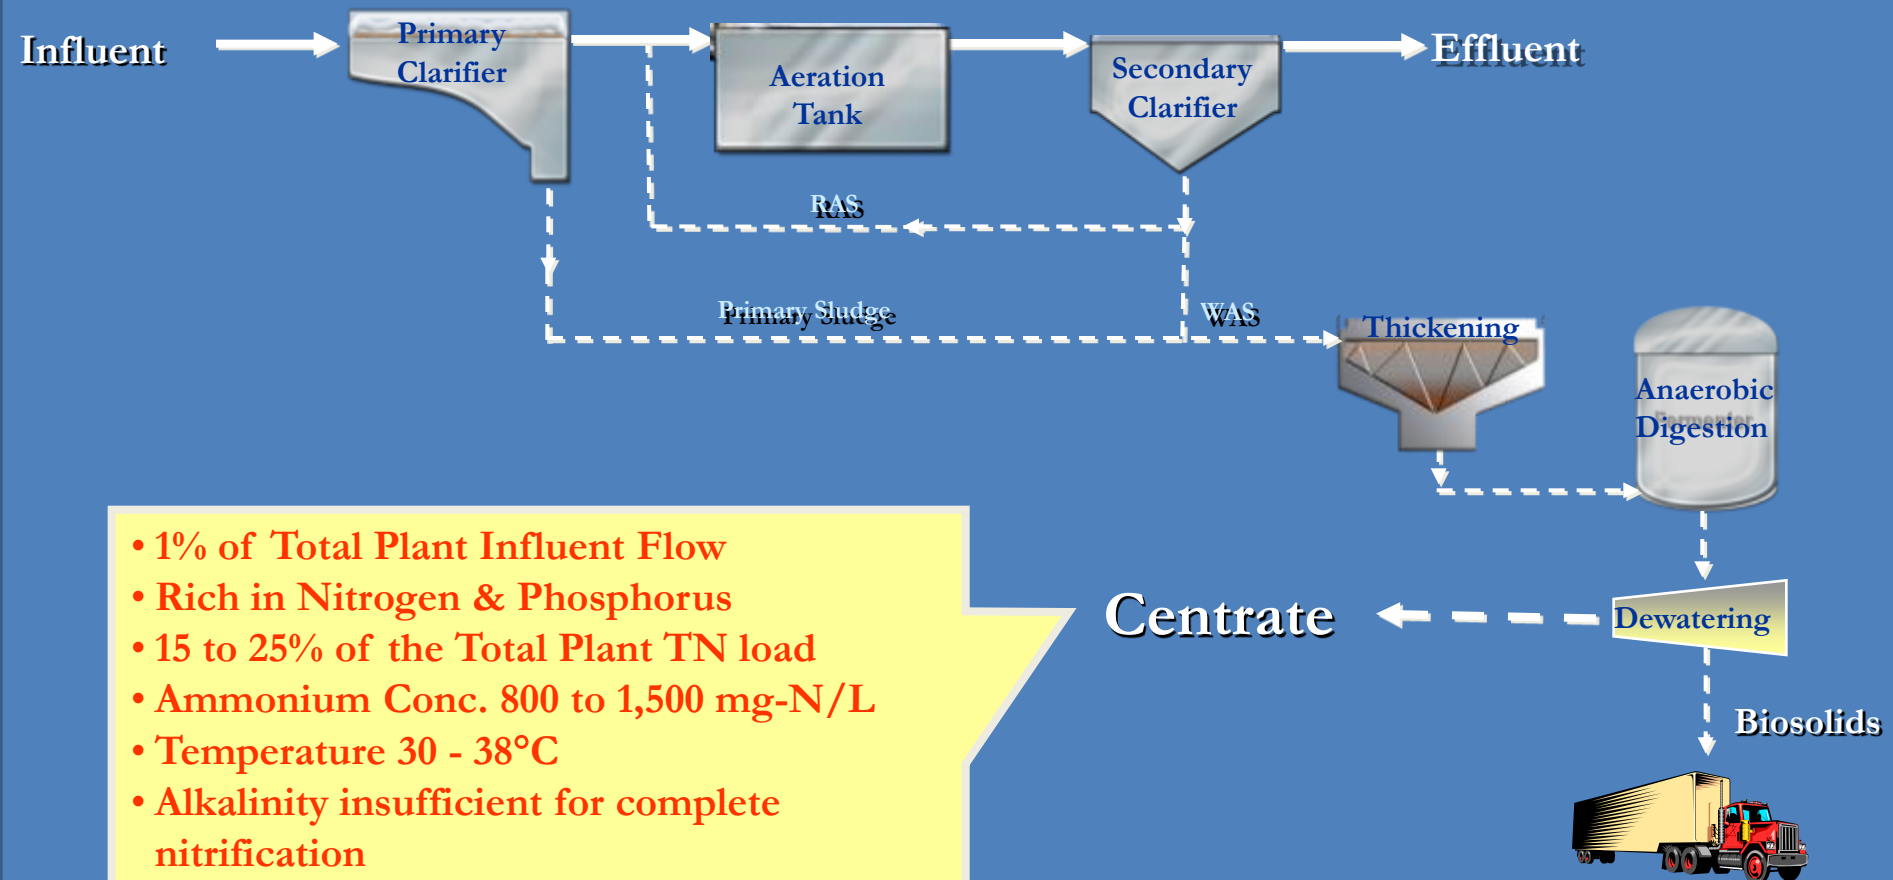 Influent
Primary
Clarifier
Aeration
Tank
Secondary
Clarifier
Effluent
RAS
Primary Sludge
WAS
Thickening
Anaerobic
Digestion
Fermenter
• 1% of Total Plant Influent Flow
• Rich in Nitrogen & Phosphorus
• 15 to 25% of the Total Plant TN load
• Ammonium Conc. 800 to 1,500 mg-N/L
• Temperature 30 - 38°C
• Alkalinity insufficient for complete
nitrification
Centrate
Dewatering
Biosolids